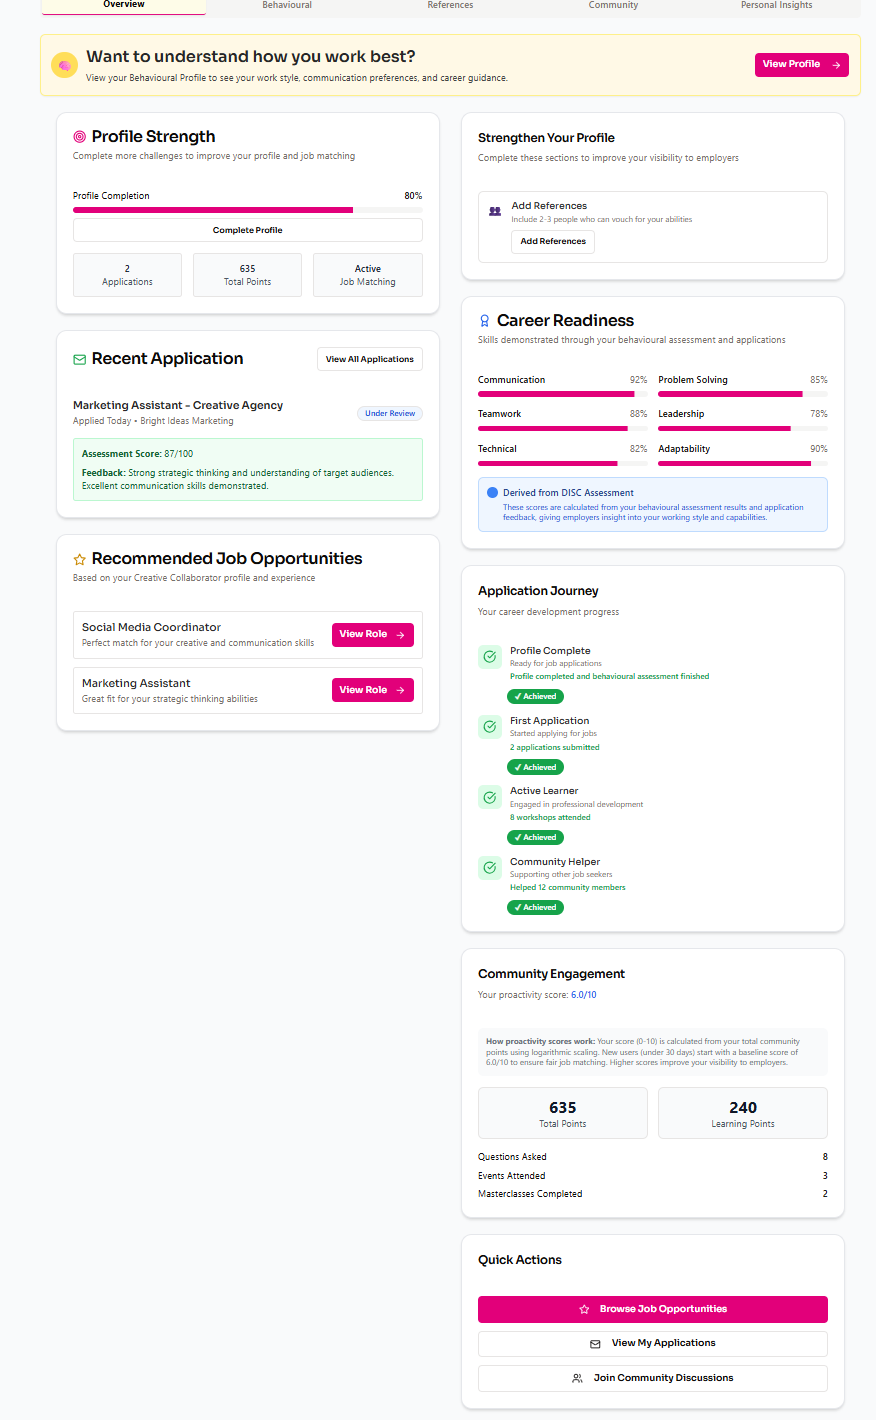 Overview
Behavioural
References
Community
Personal Insights
Want to understand how you work best?
View your Behavioural Profile to see your work style, communication preferences, and career guidance.
View Profile →
Profile Strength
Complete more challenges to improve your profile and job matching
Profile Completion 80%
Complete Profile
2
Applications
635
Total Points
Active
Job Matching
Recent Application
View All Applications
Marketing Assistant - Creative Agency
Applied Today • Bright Ideas Marketing
Under Review
Assessment Score: 87/100
Feedback: Strong strategic thinking and understanding of target audiences.
Excellent communication skills demonstrated.
Recommended Job Opportunities
Based on your Creative Collaborator profile and experience
Social Media Coordinator
Perfect match for your creative and communication skills
View Role →
Marketing Assistant
Great fit for your strategic thinking abilities
View Role →
Strengthen Your Profile
Complete these sections to improve your visibility to employers
Add References
Include 2-3 people who can vouch for your abilities
Add References
Career Readiness
Skills demonstrated through your behavioural assessment and applications
Communication 92%
Problem Solving 85%
Teamwork 88%
Leadership 78%
Technical 82%
Adaptability 90%
Derived from DISC Assessment
These scores are calculated from your behavioural assessment results and application
feedback, giving employers insight into your working style and capabilities.
Application Journey
Your career development progress
Profile Complete
Ready for job applications
Profile completed and behavioural assessment finished
✓ Achieved
First Application
Started applying for jobs
2 applications submitted
✓ Achieved
Active Learner
Engaged in professional development
8 workshops attended
✓ Achieved
Community Helper
Supporting other job seekers
Helped 12 community members
✓ Achieved
Community Engagement
Your proactivity score: 6.0/10
How proactivity scores work: Your score (0-10) is calculated from your total community
points using logarithmic scaling. New users (under 30 days) start with a baseline score of
6.0/10 to ensure fair job matching. Higher scores improve your visibility to employers.
635
Total Points
240
Learning Points
Questions Asked 8
Events Attended 3
Masterclasses Completed 2
Quick Actions
Browse Job Opportunities
View My Applications
Join Community Discussions